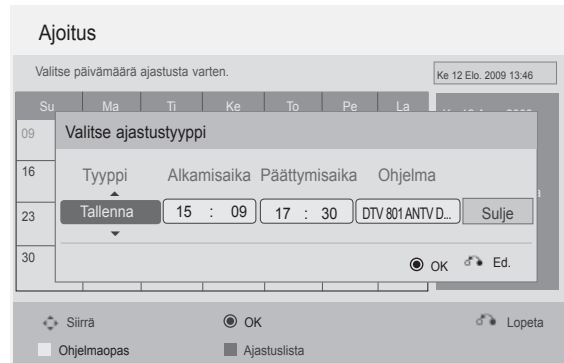 Ajoitus
Valitse päivämäärä ajastusta varten.
Ke 12 Elo. 2009 13:46
Su Ma Ti Ke To Pe La
09
Valitse ajastustyyppi
16
Tyyppi Alkamisaika Päättymisaika Ohjelma
23
Tallenna 15 : 09 17 : 30 DTV 801 ANTV D... Sulje
30
OK Ed.
Siirrä OK Lopeta
Ohjelmaopas Ajastuslista